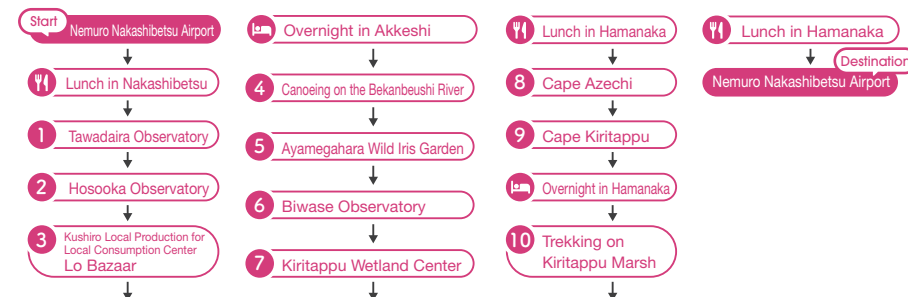 Start
Nemuro Nakashibetsu Airport
Lunch in Nakashibetsu
1 Tawadaira Observatory
2 Hosooka Observatory
3 Kushiro Local Production for
Local Consumption Center
Lo Bazaar
Overnight in Akkeshi
4 Canoeing on the Bekanbeushi River
5 Ayamegahara Wild Iris Garden
6 Biwase Observatory
7 Kiritappu Wetland Center
Lunch in Hamanaka
8 Cape Azechi
9 Cape Kiritappu
Overnight in Hamanaka
10 Trekking on
Kiritappu Marsh
Lunch in Hamanaka
Destination
Nemuro Nakashibetsu Airport